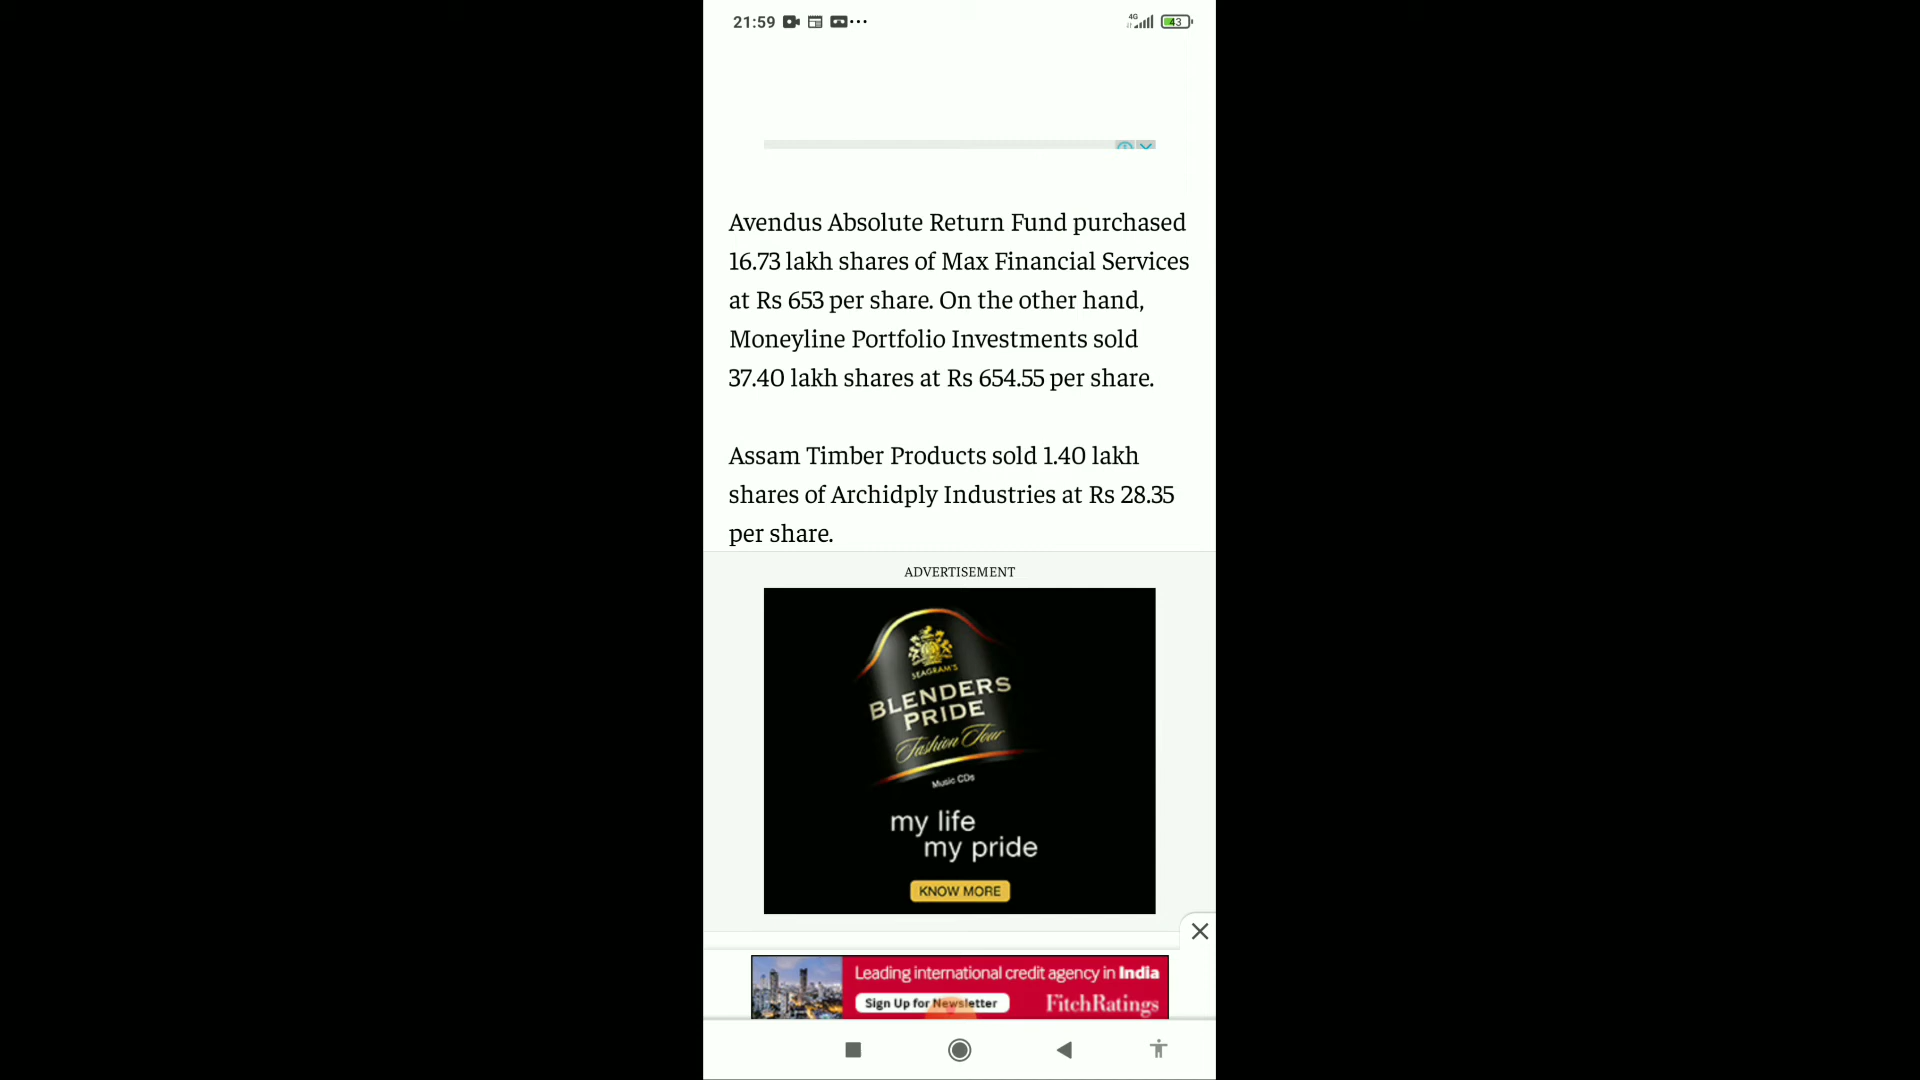 21:59
4G
43
Avendus Absolute Return Fund purchased
16.73 lakh shares of Max Financial Services
at Rs 653 per share. On the other hand,
Moneyline Portfolio Investments sold
37.40 lakh shares at Rs 654.55 per share.
Assam Timber Products sold 1.40 lakh
shares of Archidply Industries at Rs 28.35
per share.
ADVERTISEMENT
SEAGRAM'S
BLENDERS
PRIDE
Fashion Tour
Music CDs
my life
my pride
KNOW MORE
Leading international credit agency in India
Sign Up for Newsletter
FitchRatings